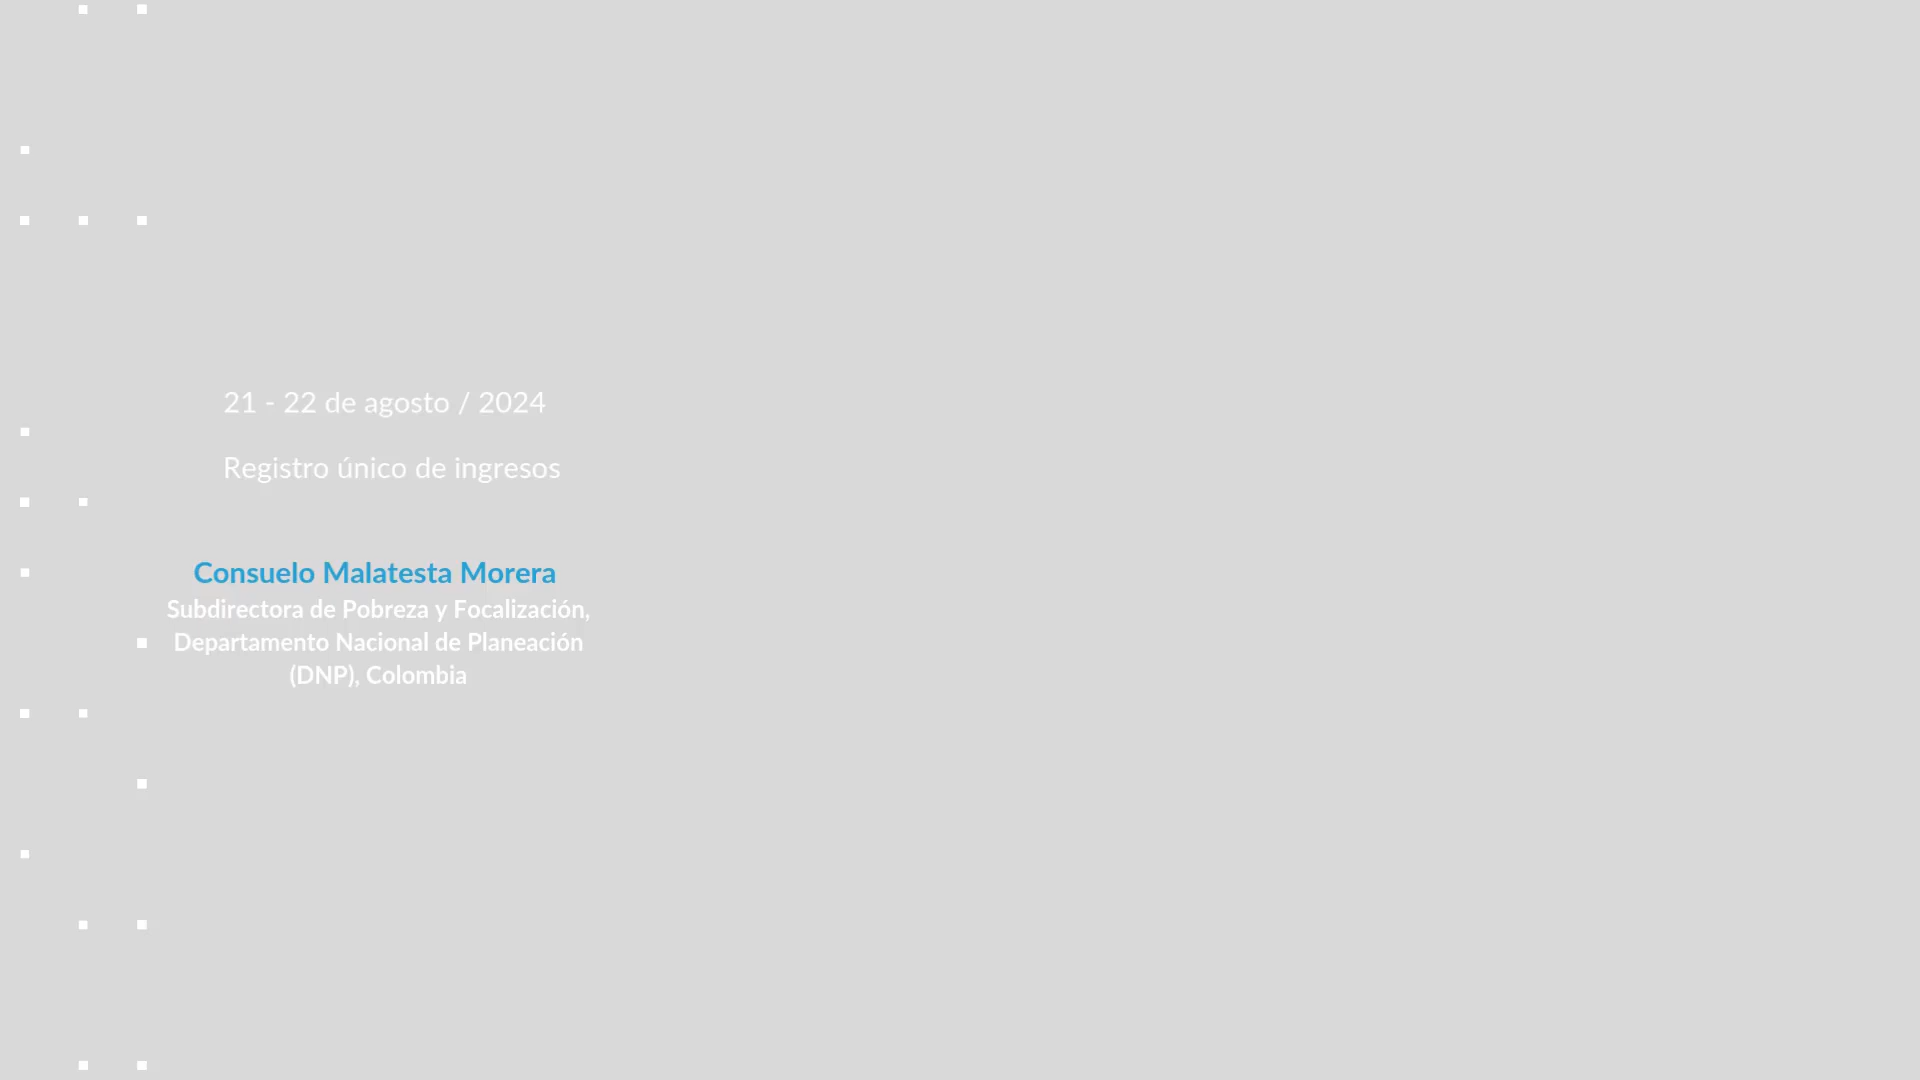 21 - 22 de agosto / 2024
Registro único de ingresos
Consuelo Malatesta Morera
Subdirectora de Pobreza y Focalización,
Departamento Nacional de Planeación
(DNP), Colombia